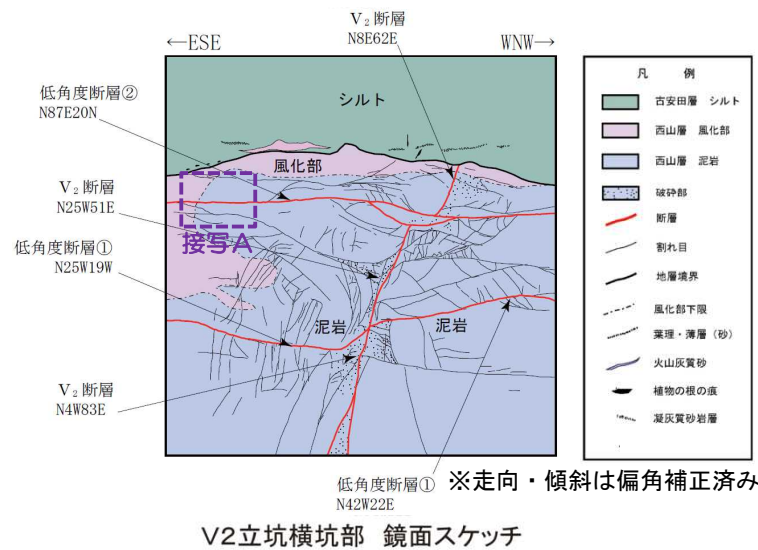 V₂断層
N8E62E
←ESE
WNW→
低角度断層②
N87E20N
シルト
風化部
V₂断層
N25W51E
接写A
低角度断層①
N25W19W
泥岩
泥岩
V₂断層
N4W83E
低角度断層①
N42W22E
凡 例
古安田層 シルト
西山層 風化部
西山層 泥岩
破砕部
断層
割れ目
地層境界
風化部下限
葉理・薄層(砂)
火山灰質砂
植物の根の痕
凝灰質砂岩層
※走向・傾斜は偏角補正済み
V2立坑横坑部 鏡面スケッチ